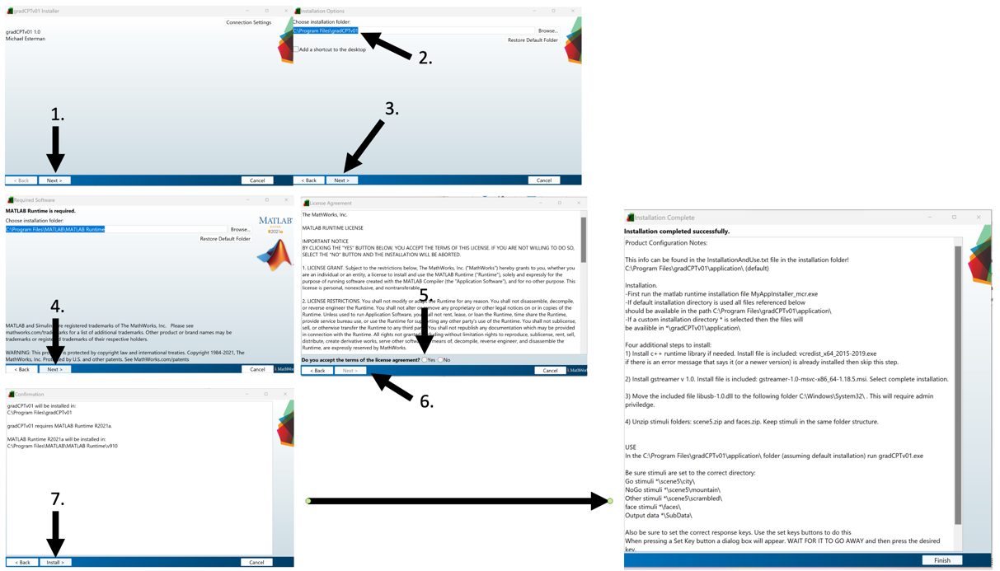 gradCPTv01 Installer
Connection Settings
gradCPTv01 1.0
Michael Esterman
1.
< Back
Next >
Cancel
Installation Options
Choose installation folder:
C:\Program Files\gradCPTv01
Browse...
Restore Default Folder
Add a shortcut to the desktop
2.
3.
< Back
Next >
Cancel
Required Software
MATLAB Runtime is required.
Choose installation folder:
C:\Program Files\MATLAB\MATLAB Runtime
Browse...
Restore Default Folder
MATLAB
R2021a
4.
MATLAB and Simulink are registered trademarks of The MathWorks, Inc. Please see
mathworks.com/trademarks for a list of additional trademarks. Other product or brand names may be
trademarks or registered trademarks of their respective holders.
WARNING: This program is protected by copyright law and international treaties. Copyright 1984-2021, The
MathWorks, Inc. Protected by U.S. and other patents. See MathWorks.com/patents
< Back
Next >
Cancel
License Agreement
The MathWorks, Inc.
MATLAB RUNTIME LICENSE
IMPORTANT NOTICE
BY CLICKING THE "YES" BUTTON BELOW, YOU ACCEPT THE TERMS OF THIS LICENSE. IF YOU ARE NOT WILLING TO DO SO,
SELECT THE "NO" BUTTON AND THE INSTALLATION WILL BE ABORTED.
1. LICENSE GRANT. Subject to the restrictions below, The MathWorks, Inc. ("MathWorks") hereby grants to you, whether
you are an individual or an entity, a license to install and use the MATLAB Runtime ("Runtime"), solely and expressly for the
purpose of running software created with the MATLAB Compiler (the "Application Software"), and for no other purpose. This
license is personal, nonexclusive, and nontransferable.
5.
2. LICENSE RESTRICTIONS. You shall not modify or adapt the Runtime for any reason. You shall not disassemble, decompile,
or reverse engineer the Runtime. You shall not alter or remove any proprietary or other legal notices on or in copies of the
Runtime. Unless used to run Application Software, you shall not rent, lease, or loan the Runtime, time share the Runtime,
provide service bureau use, or use the Runtime for supporting any other party's use of the Runtime. You shall not sublicense,
sell, or otherwise transfer the Runtime to any third party. You shall not republish any documentation which may be provided
in connection with the Runtime. All rights not granted, including without limitation rights to reproduce, sublicense, rent, sell,
distribute, create derivative works, serve other software by means of, decompile, reverse engineer, and disassemble the
Runtime, are expressly reserved by MathWorks.
Do you accept the terms of the license agreement? Yes No
< Back
Next >
Cancel
6.
Confirmation
gradCPTv01 will be installed in:
C:\Program Files\gradCPTv01
gradCPTv01 requires MATLAB Runtime R2021a.
MATLAB Runtime R2021a will be installed in:
C:\Program Files\MATLAB\MATLAB Runtime\v910
7.
< Back
Install >
Cancel
Installation Complete
Installation completed successfully.
Product Configuration Notes:
This info can be found in the InstallationAndUse.txt file in the installation folder!
C:\Program Files\gradCPTv01\application\ (default)
Installation.
-First run the matlab runtime installation file MyAppInstaller_mcr.exe
-If default installation directory is used all files referenced below
should be available in the path C:\Program Files\gradCPTv01\application\
-If a custom installation directory * is selected then the files will
be availible in *\gradCPTv01\application\
Four additional steps to install:
1) Install c++ runtime library if needed. Install file is included: vcredist_x64_2015-2019.exe
if there is an error message that says it (or a newer version) is already installed then skip this step.
2) Install gstreamer v 1.0. Install file is included: gstreamer-1.0-msvc-x86_64-1.18.5.msi. Select complete installation.
3) Move the included file libusb-1.0.dll to the following folder C:\Windows\System32\ . This will require admin
priviledge.
4) Unzip stimuli folders: scene5.zip and faces.zip. Keep stimuli in the same folder structure.
USE
In the C:\Program Files\gradCPTv01\application\ folder (assuming default installation) run gradCPTv01.exe
Be sure stimuli are set to the correct directory:
Go stimuli *\scene5\city\
NoGo stimuli *\scene5\mountain\
Other stimuli *\scene5\scrambled\
face stimuli *\faces\
Output data *\SubData\
Also be sure to set the correct response keys. Use the set keys buttons to do this
When pressing a Set Key button a dialog box will appear. WAIT FOR IT TO GO AWAY and then press the desired
key.
Finish